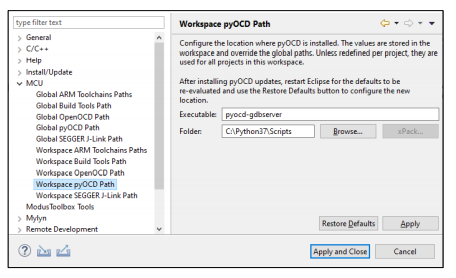 type filter text
General
C/C++
Help
Install/Update
MCU
Global ARM Toolchains Paths
Global Build Tools Path
Global OpenOCD Path
Global pyOCD Path
Global SEGGER J-Link Path
Workspace ARM Toolchains Paths
Workspace Build Tools Path
Workspace OpenOCD Path
Workspace pyOCD Path
Workspace SEGGER J-Link Path
ModusToolbox Tools
Mylyn
Remote Development
Workspace pyOCD Path
Configure the location where pyOCD is installed. The values are stored in the
workspace and override the global paths. Unless redefined per project, they are
used for all projects in this workspace.
After installing pyOCD updates, restart Eclipse for the defaults to be
re-evaluated and use the Restore Defaults button to configure the new
location.
Executable: pyocd-gdbserver
Folder: C:\Python37\Scripts Browse... xPack...
Restore Defaults Apply
Apply and Close Cancel